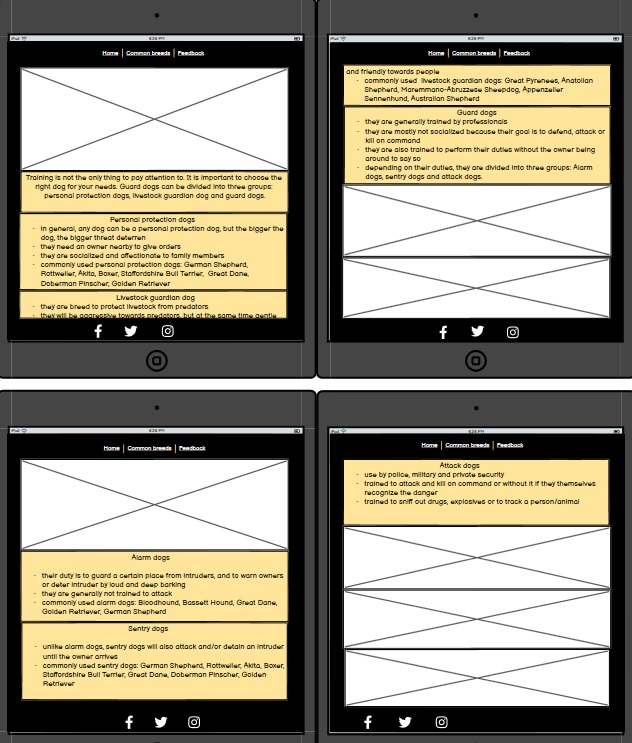 iPad 6:26 PM
Home Common breeds Feedback
Training is not the only thing to pay attention to. It is important to choose the
right dog for your needs. Guard dogs can be divided into three groups:
personal protection dogs, livestock guardian dog and guard dogs.
Personal protection dogs
- In general, any dog can be a personal protection dog, but the bigger the
dog, the bigger threat deterren
- they need an owner nearby to give orders
- they are socialized and affectionate to family members
- commonly used personal protection dogs: German Shepherd,
Rottweiler, Akita, Boxer, Staffordshire Bull Terrier, Great Dane,
Doberman Pinscher, Golden Retriever
Livestock guardian dog
- they are breed to protect livestock from predators
- they will be aggressive towards predators, but at the same time gentle
iPad 6:26 PM
Home Common breeds Feedback
and friendly towards people
- commonly used livestock guardian dogs: Great Pyrenees, Anatolian
Shepherd, Maremmano-Abruzzese Sheepdog, Appenzeller
Sennenhund, Australian Shepherd
Guard dogs
- they are generally trained by professionals
- they are mostly not socialized because their goal is to defend, attack or
kill on command
- they are also trained to perform their duties without the owner being
around to say so
- depending on their duties, they are divided into three groups: Alarm
dogs, sentry dogs and attack dogs.
iPad 6:26 PM
Home Common breeds Feedback
Alarm dogs
- their duty is to guard a certain place from intruders, and to warn owners
or deter intruder by loud and deep barking
- they are generally not trained to attack
- commonly used alarm dogs: Bloodhound, Bassett Hound, Great Dane,
Golden Retriever, German Shepherd
Sentry dogs
- unlike alarm dogs, sentry dogs will also attack and/or detain an intruder
until the owner arrives
- commonly used sentry dogs: German Shepherd, Rottweiler, Akita, Boxer,
Staffordshire Bull Terrier, Great Dane, Doberman Pinscher, Golden
Retriever
iPad 6:26 PM
Home Common breeds Feedback
Attack dogs
- use by police, military and private security
- trained to attack and kill on command or without it if they themselves
recognize the danger
- trained to sniff out drugs, explosives or to track a person/animal